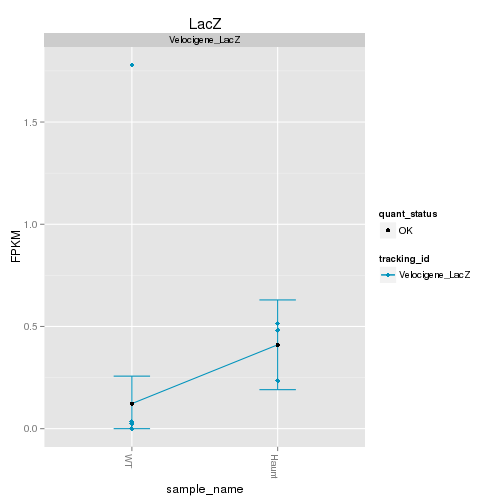 LacZ
Velocigene_LacZ
FPKM
1.5
1.0
0.5
0.0
WT
Haunt
sample_name
quant_status
OK
tracking_id
Velocigene_LacZ